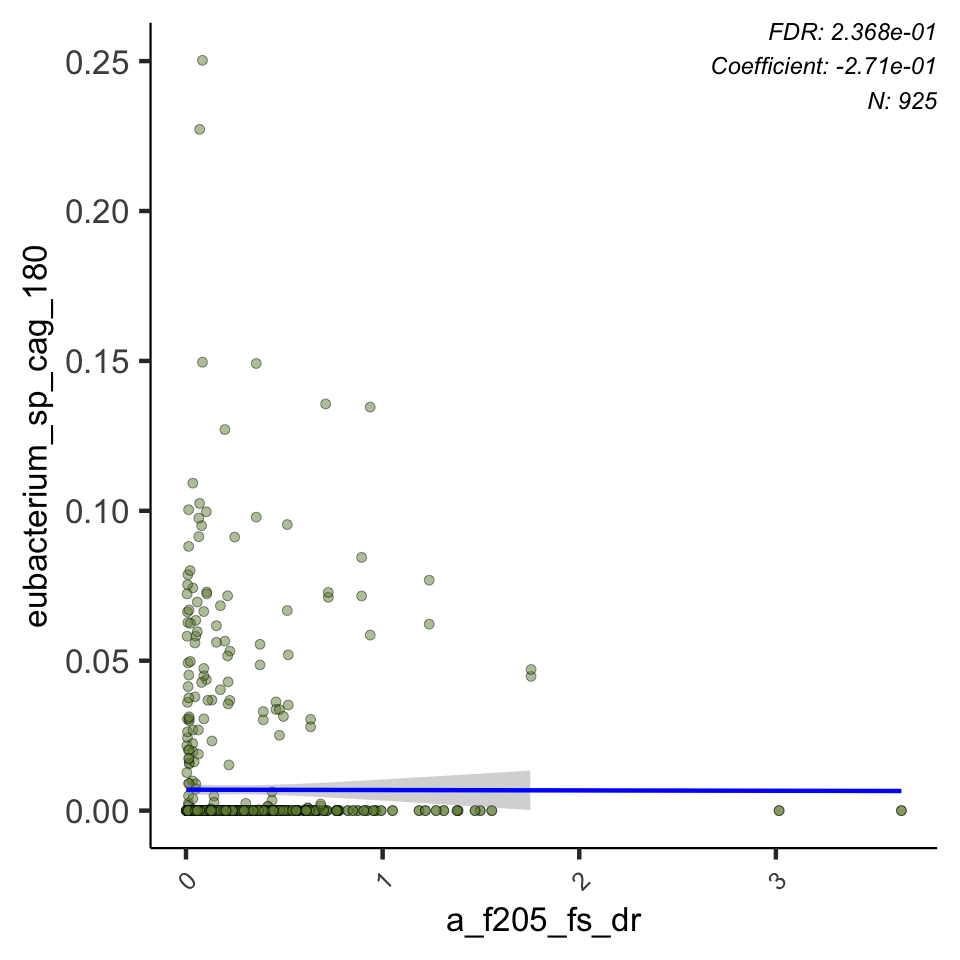 FDR: 2.368e-01
Coefficient: -2.71e-01
N: 925
eubacterium_sp_cag_180
0.25
0.20
0.15
0.10
0.05
0.00
0
1
2
3
a_f205_fs_dr